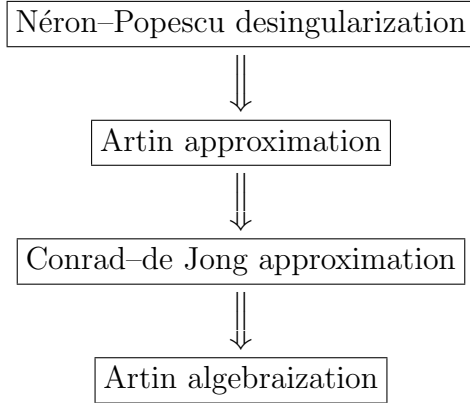 Néron–Popescu desingularization
Artin approximation
Conrad–de Jong approximation
Artin algebraization